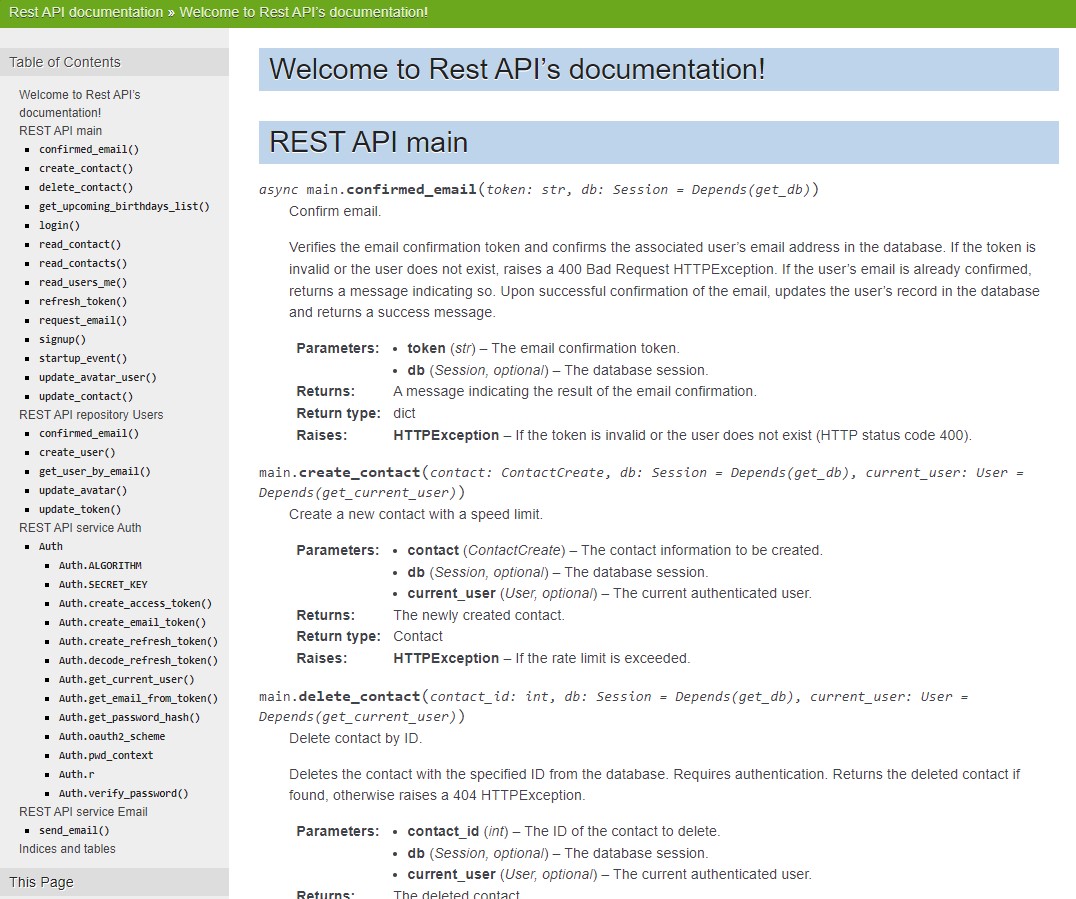 Rest API documentation » Welcome to Rest API’s documentation!
Table of Contents
Welcome to Rest API’s
documentation!
REST API main
confirmed_email()
create_contact()
delete_contact()
get_upcoming_birthdays_list()
login()
read_contact()
read_contacts()
read_users_me()
refresh_token()
request_email()
signup()
startup_event()
update_avatar_user()
update_contact()
REST API repository Users
confirmed_email()
create_user()
get_user_by_email()
update_avatar()
update_token()
REST API service Auth
Auth
Auth.ALGORITHM
Auth.SECRET_KEY
Auth.create_access_token()
Auth.create_email_token()
Auth.create_refresh_token()
Auth.decode_refresh_token()
Auth.get_current_user()
Auth.get_email_from_token()
Auth.get_password_hash()
Auth.oauth2_scheme
Auth.pwd_context
Auth.r
Auth.verify_password()
REST API service Email
send_email()
Indices and tables
This Page
Welcome to Rest API’s documentation!
REST API main
async main.confirmed_email(token: str, db: Session = Depends(get_db))
Confirm email.
Verifies the email confirmation token and confirms the associated user’s email address in the database. If the token is
invalid or the user does not exist, raises a 400 Bad Request HTTPException. If the user’s email is already confirmed,
returns a message indicating so. Upon successful confirmation of the email, updates the user’s record in the database
and returns a success message.
Parameters: • token (str) – The email confirmation token.
• db (Session, optional) – The database session.
Returns: A message indicating the result of the email confirmation.
Return type: dict
Raises: HTTPException – If the token is invalid or the user does not exist (HTTP status code 400).
main.create_contact(contact: ContactCreate, db: Session = Depends(get_db), current_user: User =
Depends(get_current_user))
Create a new contact with a speed limit.
Parameters: • contact (ContactCreate) – The contact information to be created.
• db (Session, optional) – The database session.
• current_user (User, optional) – The current authenticated user.
Returns: The newly created contact.
Return type: Contact
Raises: HTTPException – If the rate limit is exceeded.
main.delete_contact(contact_id: int, db: Session = Depends(get_db), current_user: User =
Depends(get_current_user))
Delete contact by ID.
Deletes the contact with the specified ID from the database. Requires authentication. Returns the deleted contact if
found, otherwise raises a 404 HTTPException.
Parameters: • contact_id (int) – The ID of the contact to delete.
• db (Session, optional) – The database session.
• current_user (User, optional) – The current authenticated user.
Returns: The deleted contact.